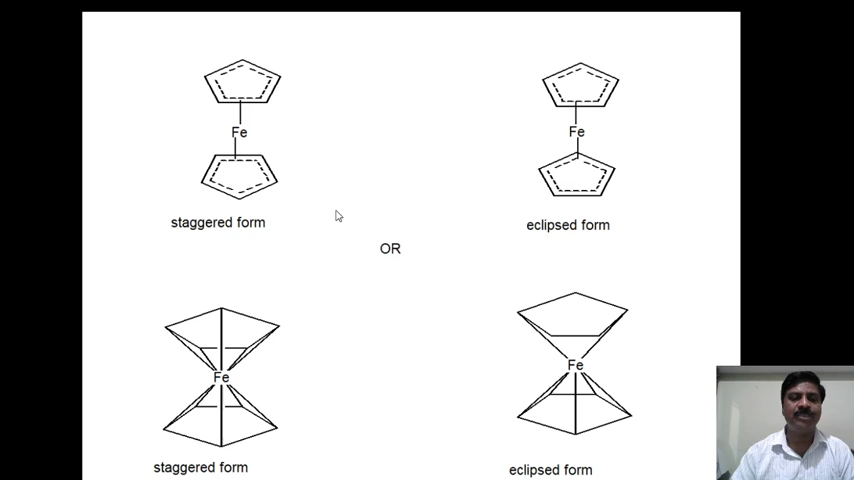 Fe
Fe
staggered form
eclipsed form
OR
Fe
Fe
staggered form
eclipsed form